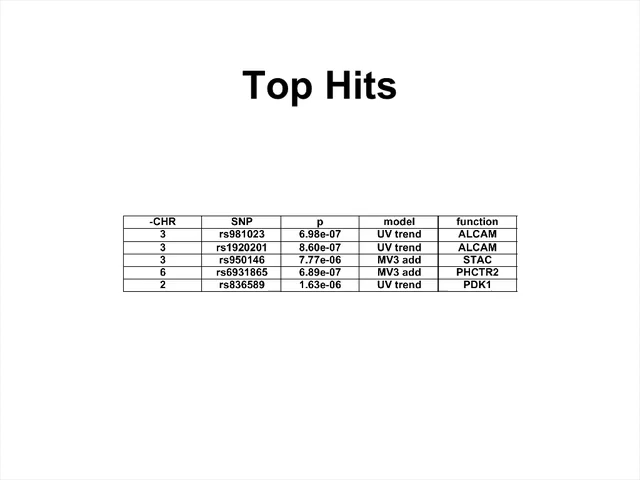 Top Hits
-CHR SNP p model function
3 rs981023 6.98e-07 UV trend ALCAM
3 rs1920201 8.60e-07 UV trend ALCAM
3 rs950146 7.77e-06 MV3 add STAC
6 rs6931865 6.89e-07 MV3 add PHCTR2
2 rs836589 1.63e-06 UV trend PDK1